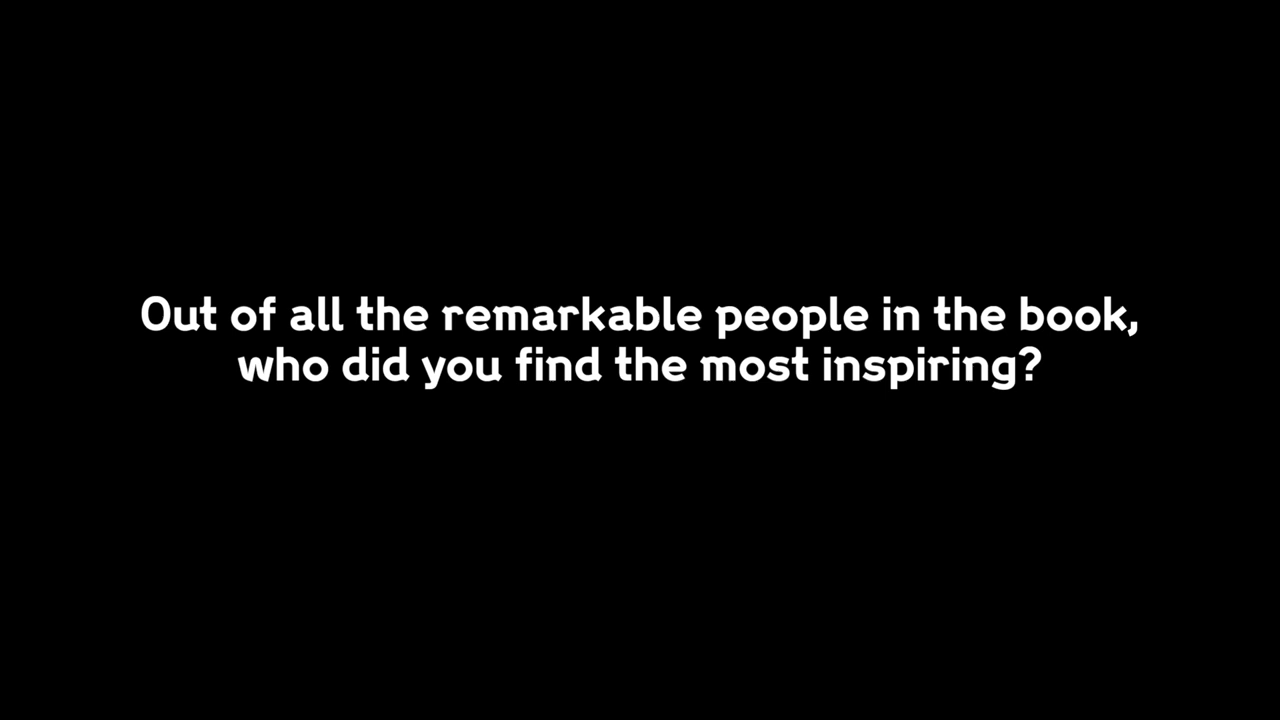 Out of all the remarkable people in the book,
who did you find the most inspiring?